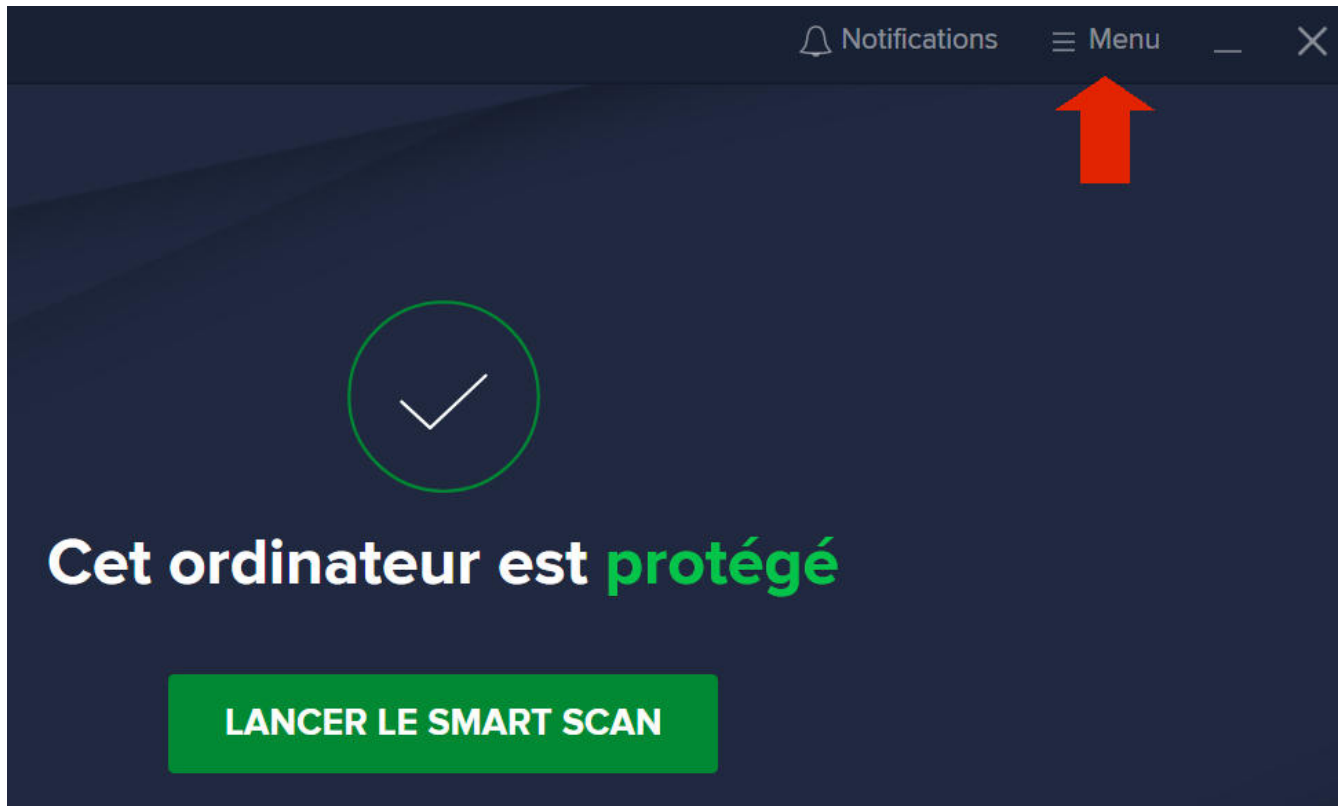 Notifications
Menu
Cet ordinateur est protégé
LANCER LE SMART SCAN